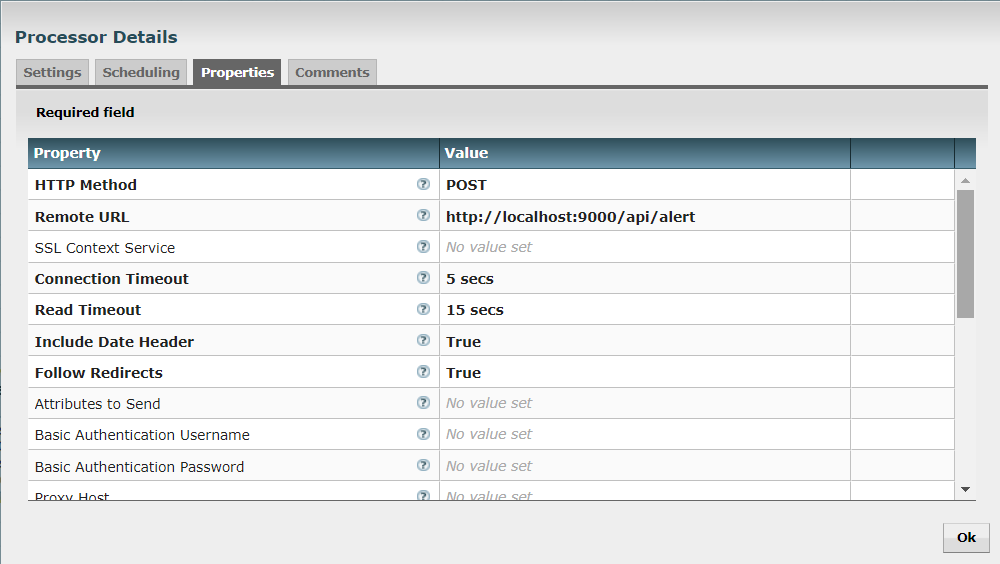 Processor Details
Settings Scheduling Properties Comments
Required field
Property Value
HTTP Method ? POST
Remote URL ? http://localhost:9000/api/alert
SSL Context Service ? No value set
Connection Timeout ? 5 secs
Read Timeout ? 15 secs
Include Date Header ? True
Follow Redirects ? True
Attributes to Send ? No value set
Basic Authentication Username ? No value set
Basic Authentication Password ? No value set
Proxy Host ? No value set
Ok